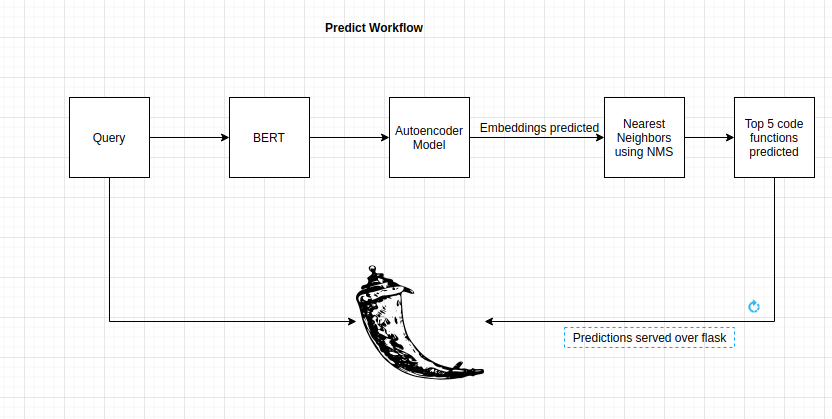 Predict Workflow
Query
BERT
Autoencoder
Model
Embeddings predicted
Nearest
Neighbors
using NMS
Top 5 code
functions
predicted
Predictions served over flask